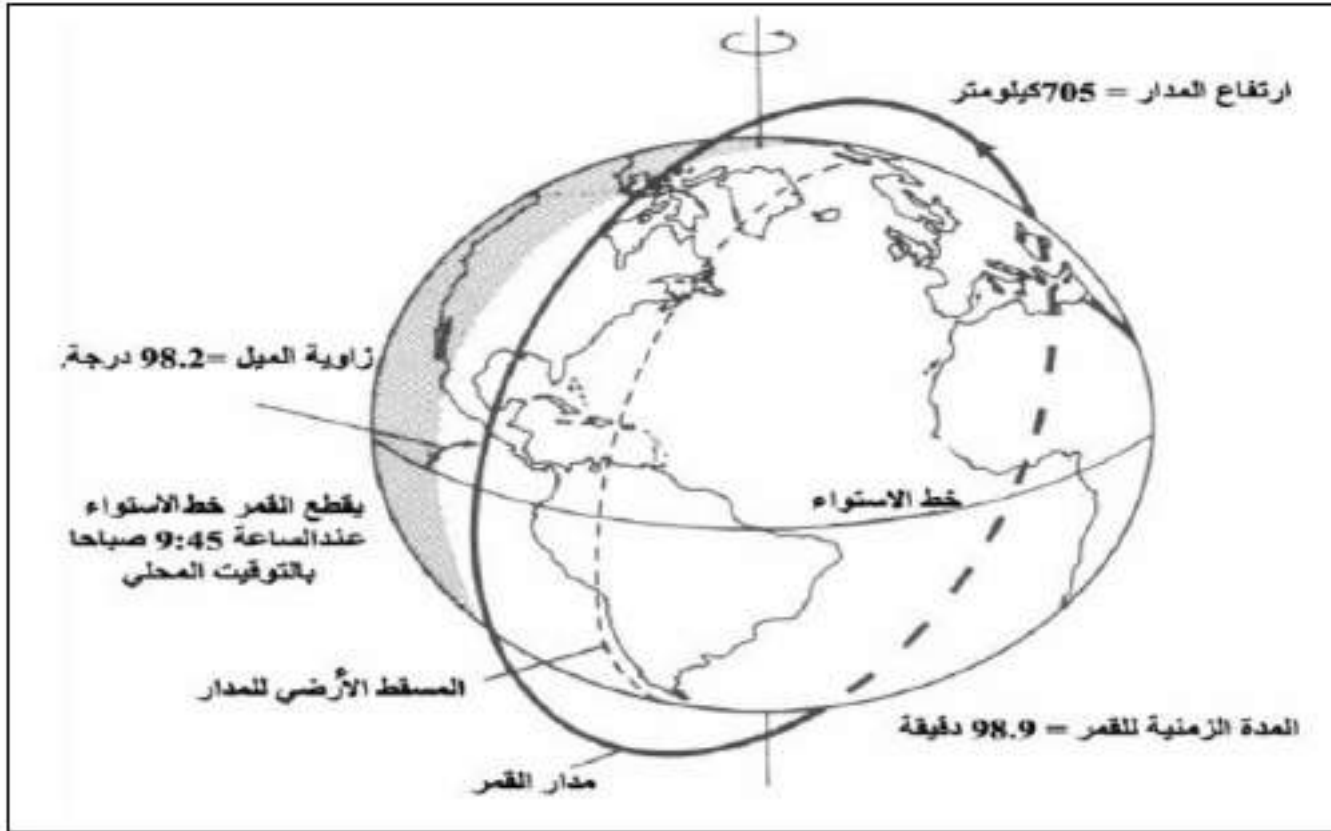 ارتفاع المدار = 705كيلومتر
زاوية الميل =98.2 درجة.
خط الاستواء
يقطع القمر خط الاستواء
عندالساعة 9:45 صباحا
بالتوقيت المحلي
المسقط الأرضي للمدار
المدة الزمنية للقمر = 98.9 دقيقة
مدار القمر